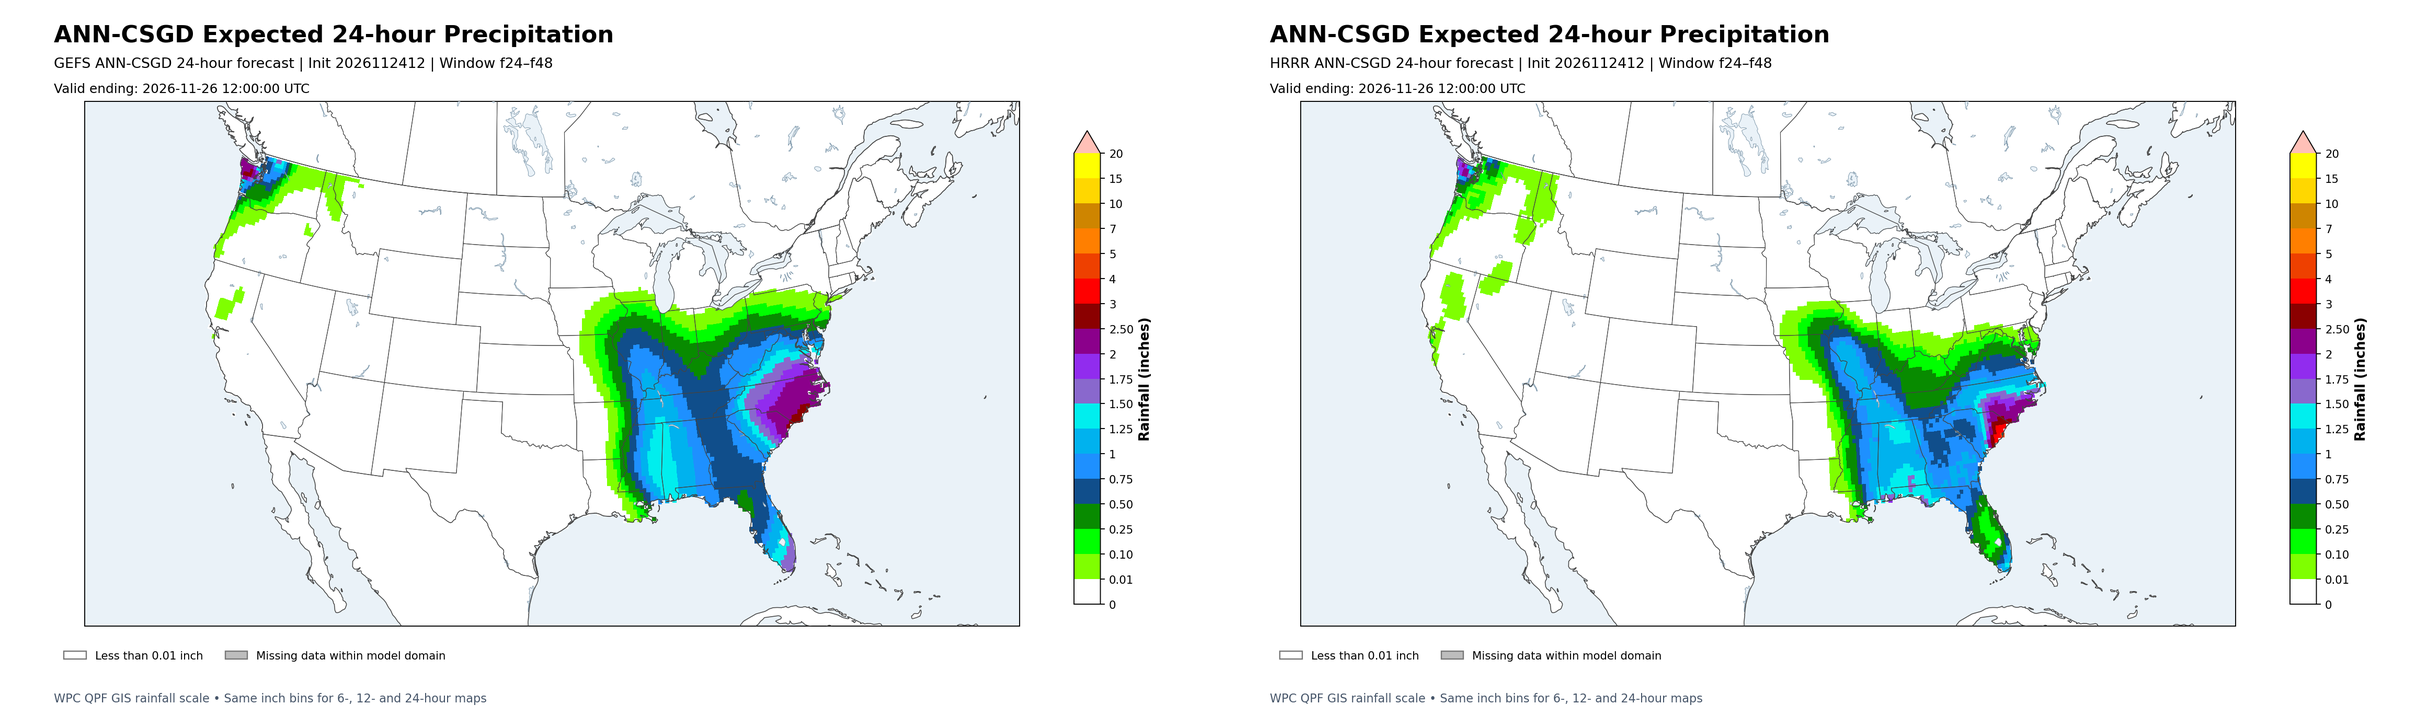 ANN-CSGD Expected 24-hour Precipitation
GEFS ANN-CSGD 24-hour forecast | Init 2026112412 | Window f24–f48
Valid ending: 2026-11-26 12:00:00 UTC
20
15
10
7
5
4
3
2.50
2
1.75
1.50
1.25
1
0.75
0.50
0.25
0.10
0.01
0
Rainfall (inches)
Less than 0.01 inch
Missing data within model domain
WPC QPF GIS rainfall scale • Same inch bins for 6-, 12- and 24-hour maps
ANN-CSGD Expected 24-hour Precipitation
HRRR ANN-CSGD 24-hour forecast | Init 2026112412 | Window f24–f48
Valid ending: 2026-11-26 12:00:00 UTC
20
15
10
7
5
4
3
2.50
2
1.75
1.50
1.25
1
0.75
0.50
0.25
0.10
0.01
0
Rainfall (inches)
Less than 0.01 inch
Missing data within model domain
WPC QPF GIS rainfall scale • Same inch bins for 6-, 12- and 24-hour maps